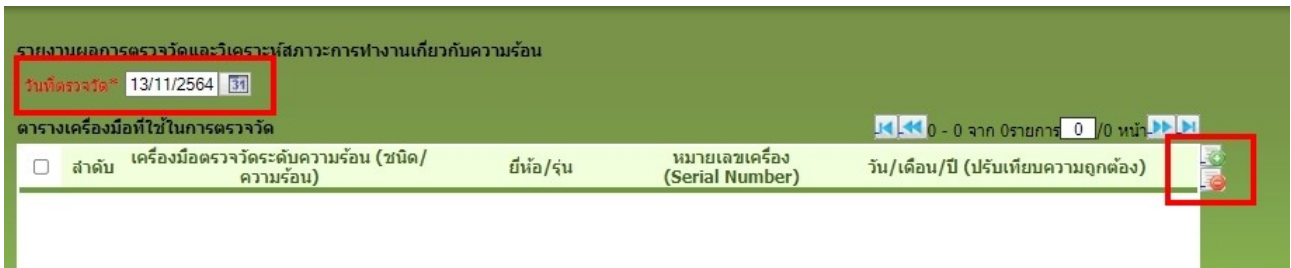 รายงานผลการตรวจวัดและวิเคราะห์สภาวะการทำงานเกี่ยวกับความร้อน
วันที่ตรวจวัด* 13/11/2564 31
ตารางเครื่องมือที่ใช้ในการตรวจวัด 0 - 0 จาก 0รายการ 0 /0 หน้า
ลำดับ เครื่องมือตรวจวัดระดับความร้อน (ชนิด/
ความร้อน) ยี่ห้อ/รุ่น หมายเลขเครื่อง
(Serial Number) วัน/เดือน/ปี (ปรับเทียบความถูกต้อง)